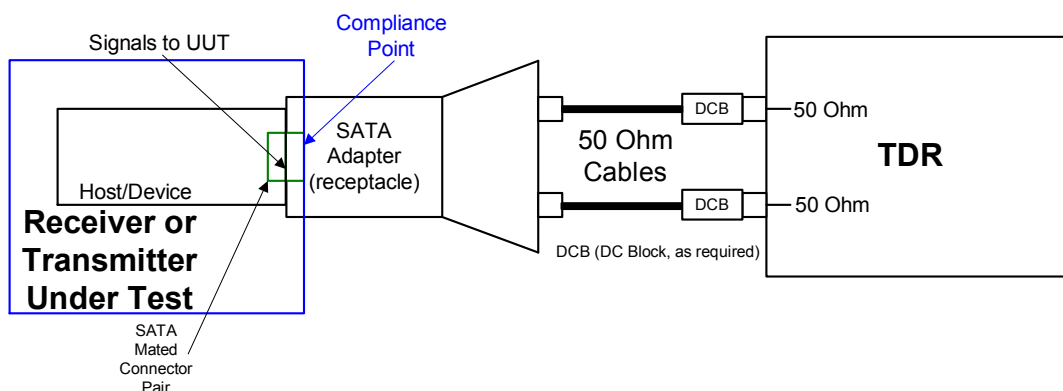 Signals to UUT
Compliance
Point
SATA
Adapter
(receptacle)
Host/Device
Receiver or
Transmitter
Under Test
SATA
Mated
Connector
Pair
50 Ohm
Cables
DCB
DCB
DCB (DC Block, as required)
50 Ohm
TDR
50 Ohm